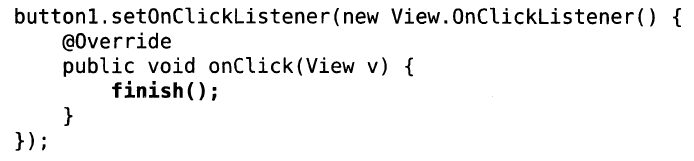 button1.setOnClickListener(new View.OnClickListener() {
    @Override
    public void onClick(View v) {
        finish();
    }
});